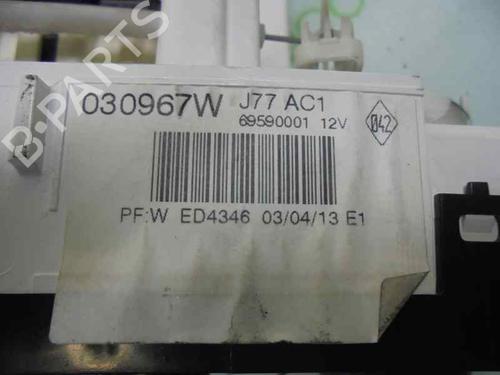 030967W J77 AC1
69590001 12V
042
PF:W ED4346 03/04/13 E1
B-PARTS